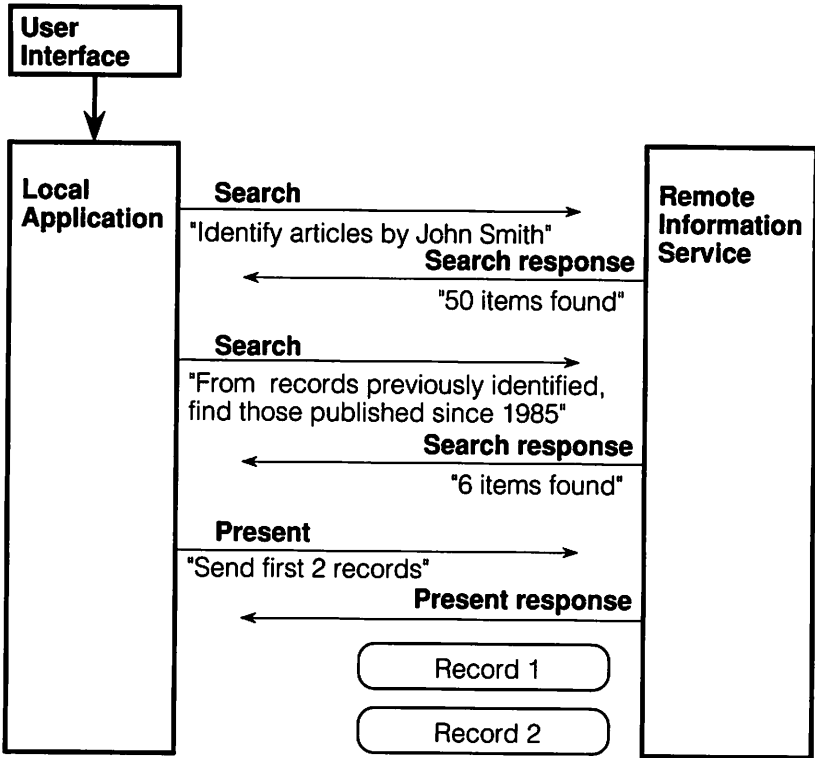 User
Interface
Local
Application
Remote
Information
Service
Search
"Identify articles by John Smith"
Search response
"50 items found"
Search
"From records previously identified,
find those published since 1985"
Search response
"6 items found"
Present
"Send first 2 records"
Present response
Record 1
Record 2